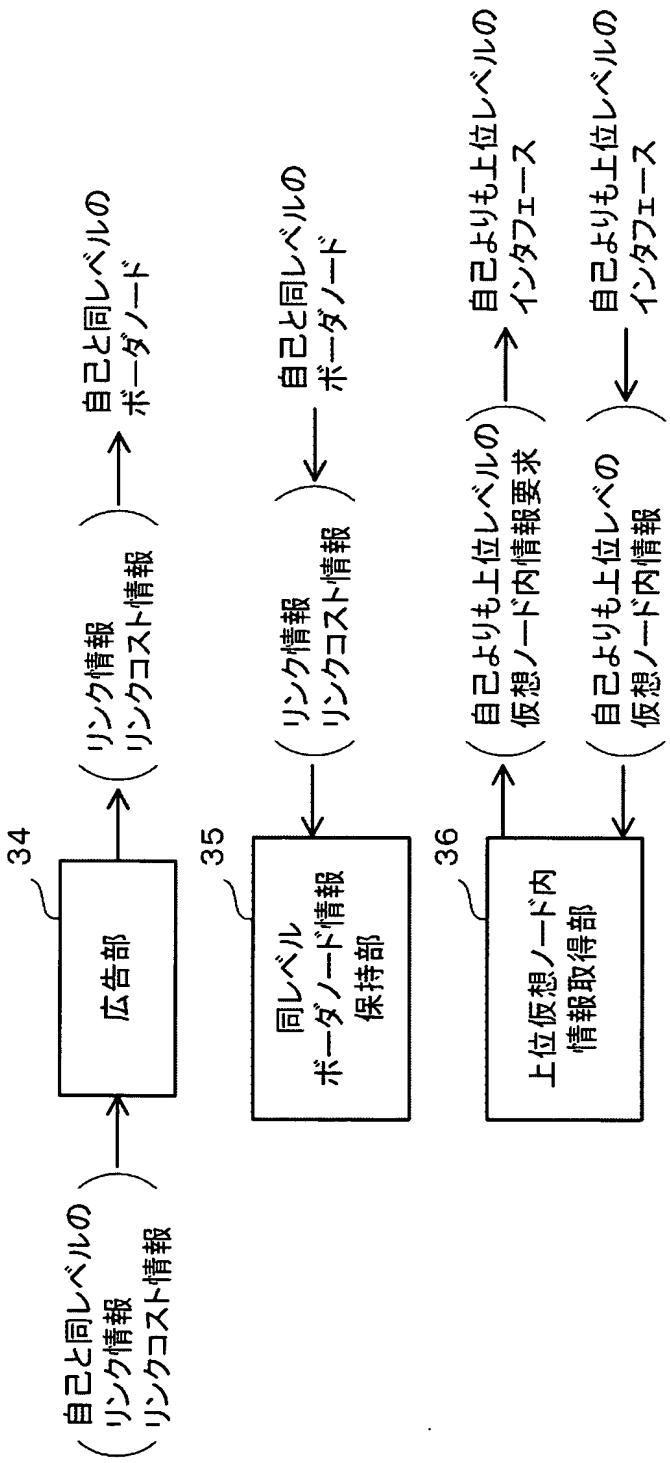 自己と同レベルの
リンク情報
リンクコスト情報
34
広告部
リンク情報
リンクコスト情報
自己と同レベルの
ボーダノード
35
同レベル
ボーダノード情報
保持部
リンク情報
リンクコスト情報
自己と同レベルの
ボーダノード
36
上位仮想ノード内
情報取得部
自己よりも上位レベルの
仮想ノード内情報要求
自己よりも上位レベルの
インタフェース
自己よりも上位レベの
仮想ノード内情報
自己よりも上位レベルの
インタフェース